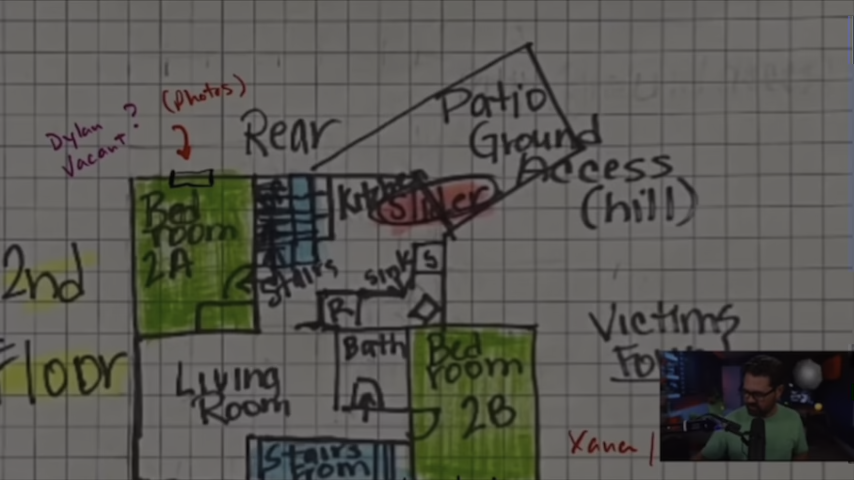 (Photos)
Dylan
Vacant?
Rear
Patio
Ground
Access
(hill)
Kitchen
Slider
Bed
room
2A
Stairs
sink
S
R
2nd
Floor
Bath
Bed
room
2B
Living
Room
Victims
Stairs
From
Xana